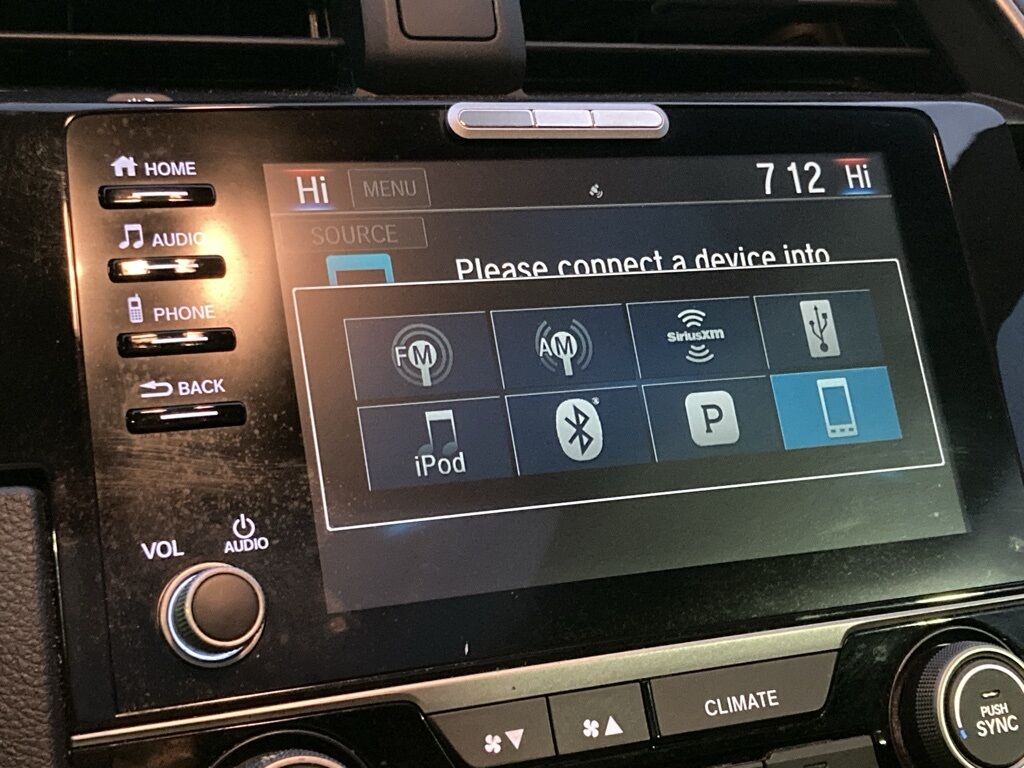 HOME
AUDIO
PHONE
BACK
VOL
AUDIO
Hi
MENU
7 12
Hi
SOURCE
Please connect a device into
FM
AM
SiriusXM
iPod
P
CLIMATE
PUSH
SYNC